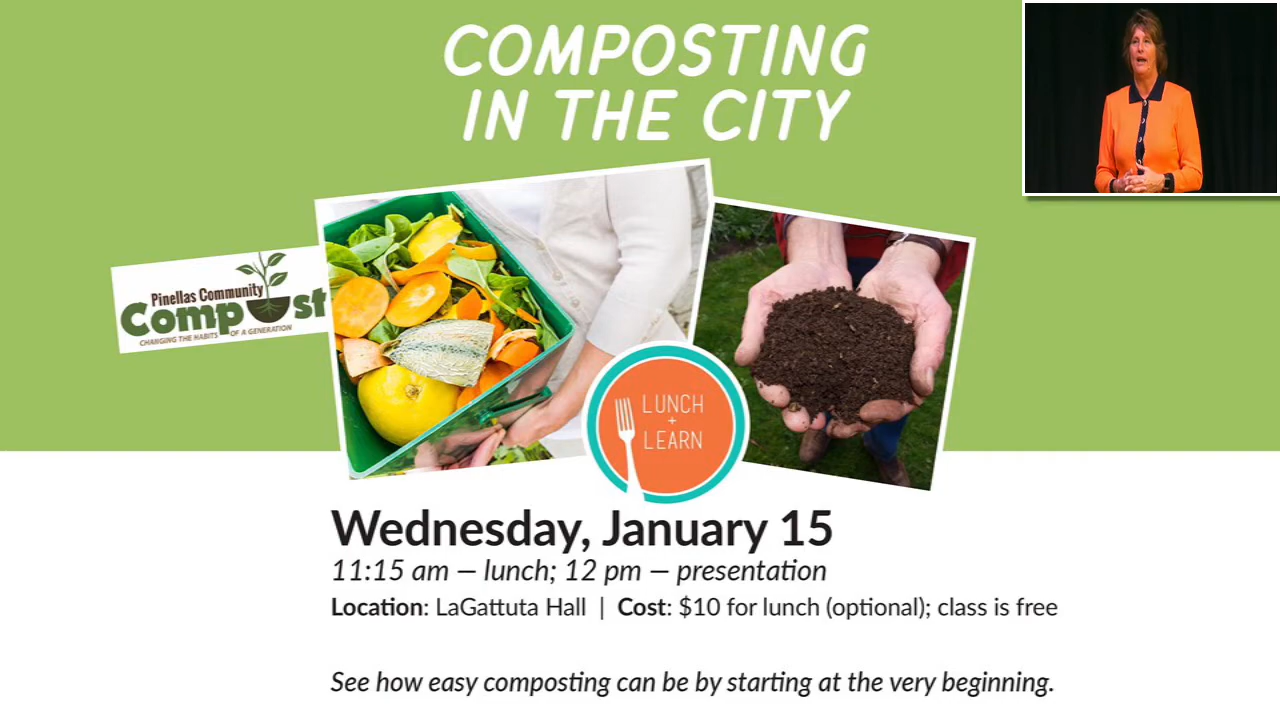 COMPOSTING
IN THE CITY
Pinellas Community
Compost
CHANGING THE HABITS OF A GENERATION
LUNCH
+
LEARN
Wednesday, January 15
11:15 am — lunch; 12 pm — presentation
Location: LaGattuta Hall | Cost: $10 for lunch (optional); class is free
See how easy composting can be by starting at the very beginning.